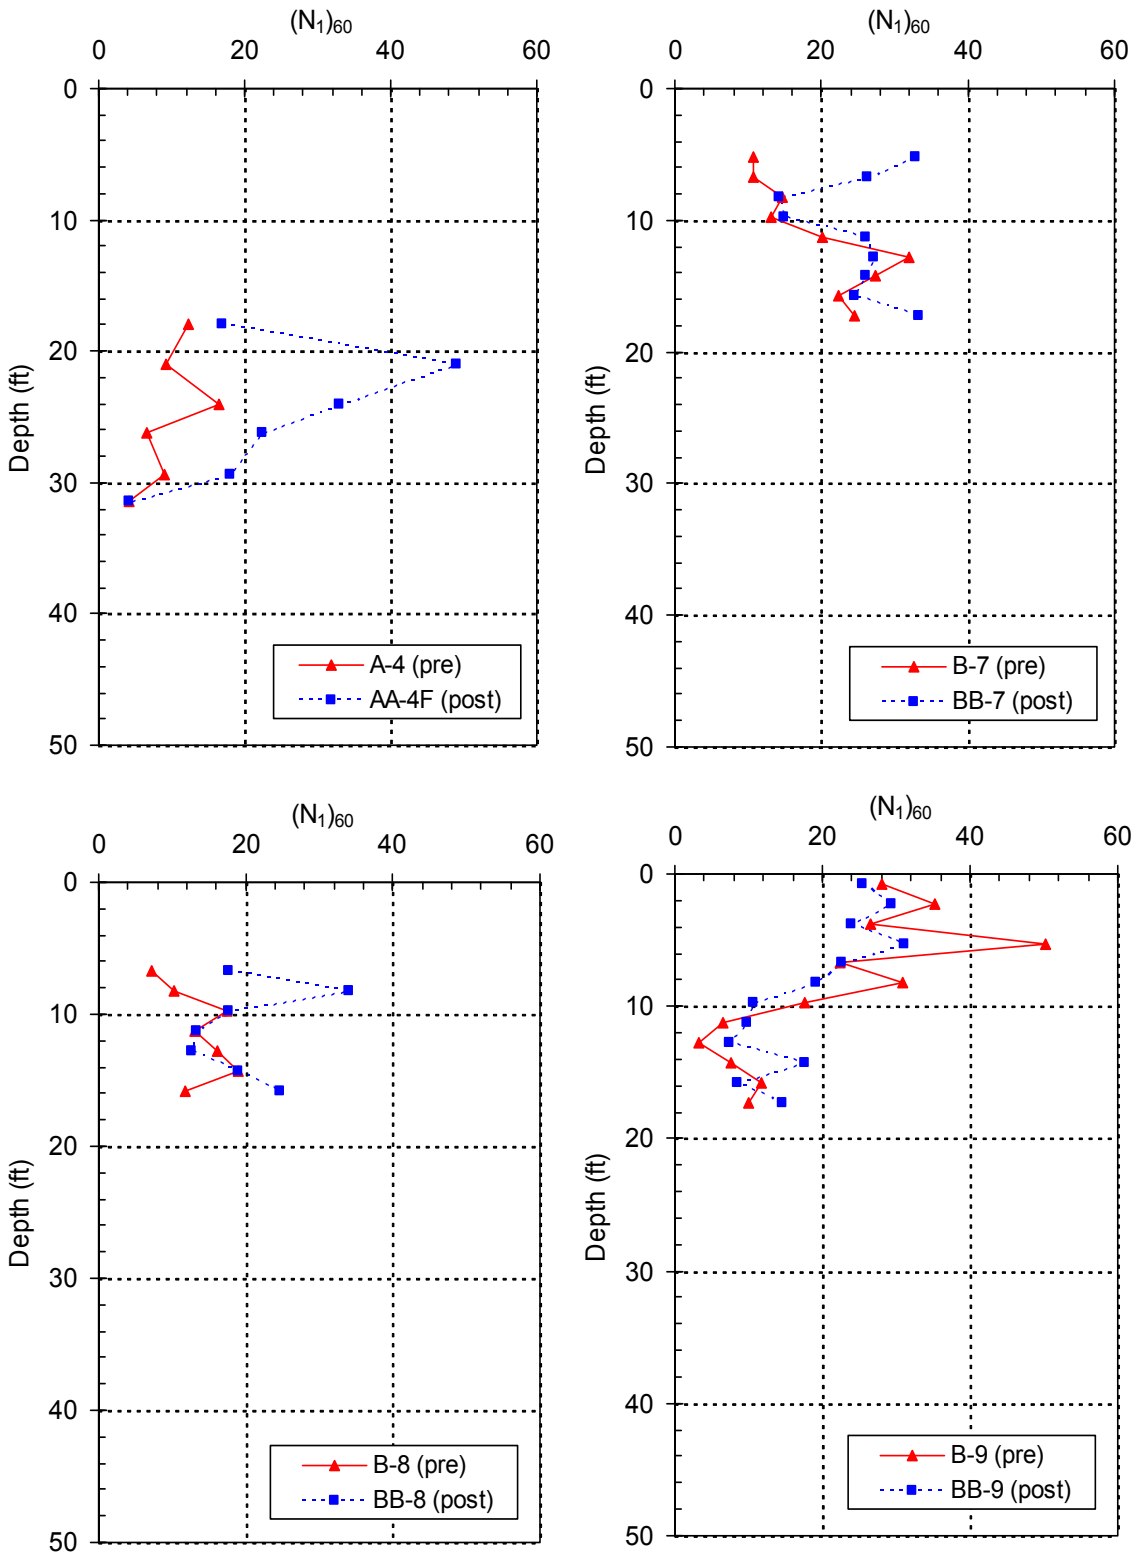 (N₁)₆₀
0 20 40 60
0
10
20
30
40
50
Depth (ft)
A-4 (pre)
AA-4F (post)
(N₁)₆₀
0 20 40 60
0
10
20
30
40
50
Depth (ft)
B-7 (pre)
BB-7 (post)
(N₁)₆₀
0 20 40 60
0
10
20
30
40
50
Depth (ft)
B-8 (pre)
BB-8 (post)
(N₁)₆₀
0 20 40 60
0
10
20
30
40
50
Depth (ft)
B-9 (pre)
BB-9 (post)